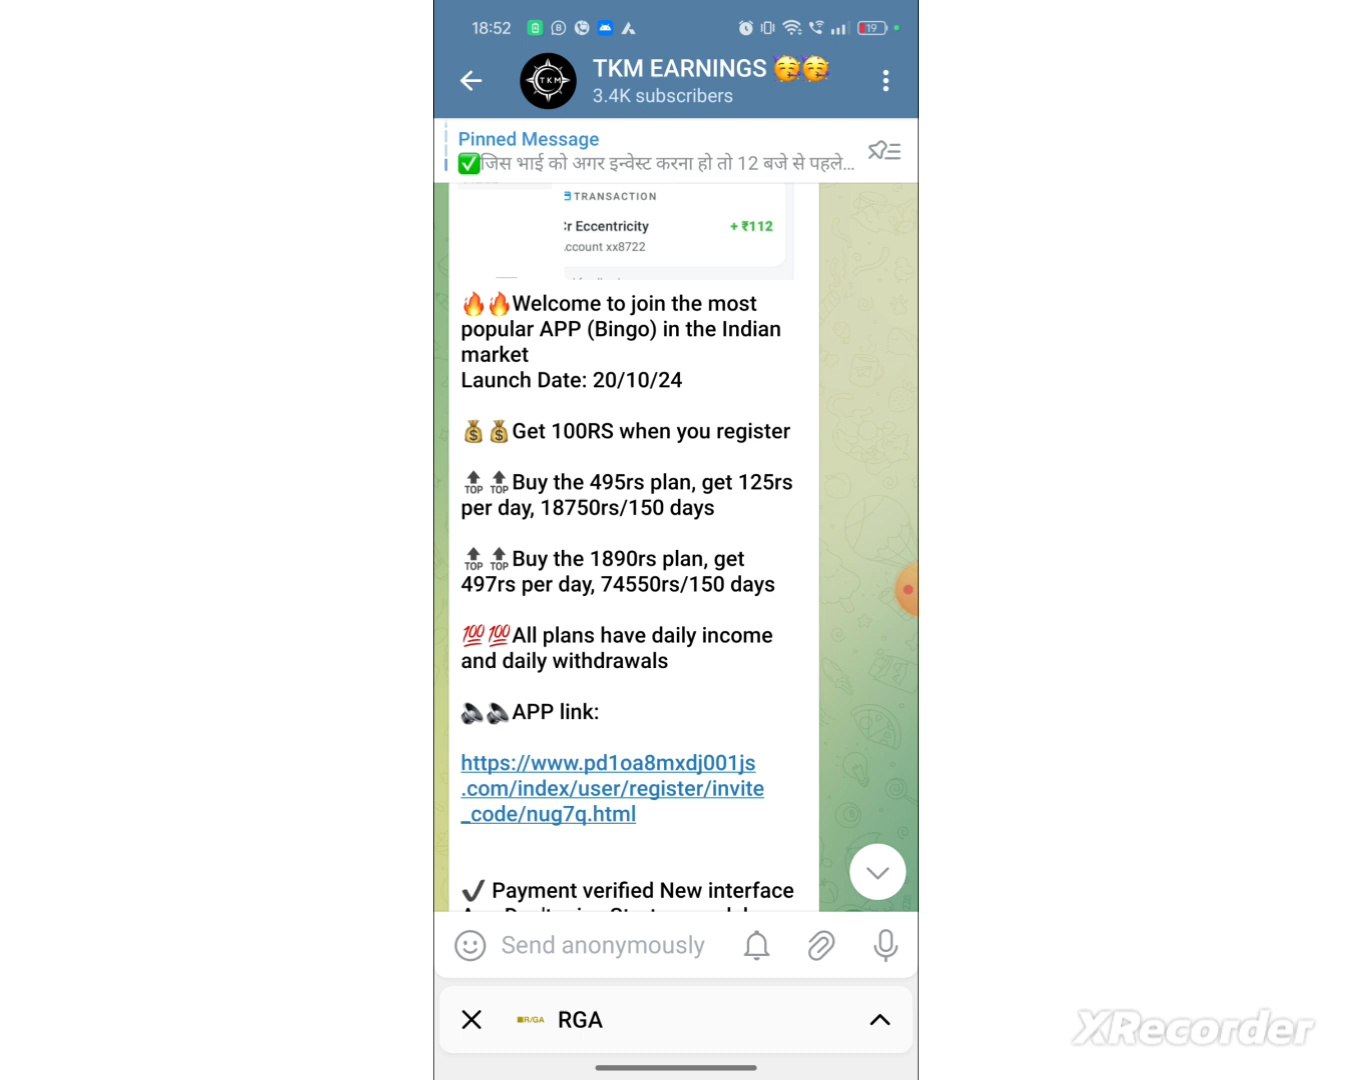 18:52
19
TKM
TKM EARNINGS 🥳🥳
3.4K subscribers
Pinned Message
✅जिस भाई को अगर इन्वेस्ट करना हो तो 12 बजे से पहले...
TRANSACTION
r Eccentricity
+ ₹112
ccount xx8722
🔥🔥Welcome to join the most
popular APP (Bingo) in the Indian
market
Launch Date: 20/10/24
💰💰Get 100RS when you register
🔝🔝Buy the 495rs plan, get 125rs
per day, 18750rs/150 days
🔝🔝Buy the 1890rs plan, get
497rs per day, 74550rs/150 days
💯💯All plans have daily income
and daily withdrawals
🔊🔊APP link:
https://www.pd1oa8mxdj001js
.com/index/user/register/invite
_code/nug7q.html
✔️ Payment verified New interface
Send anonymously
R/GA RGA
XRecorder